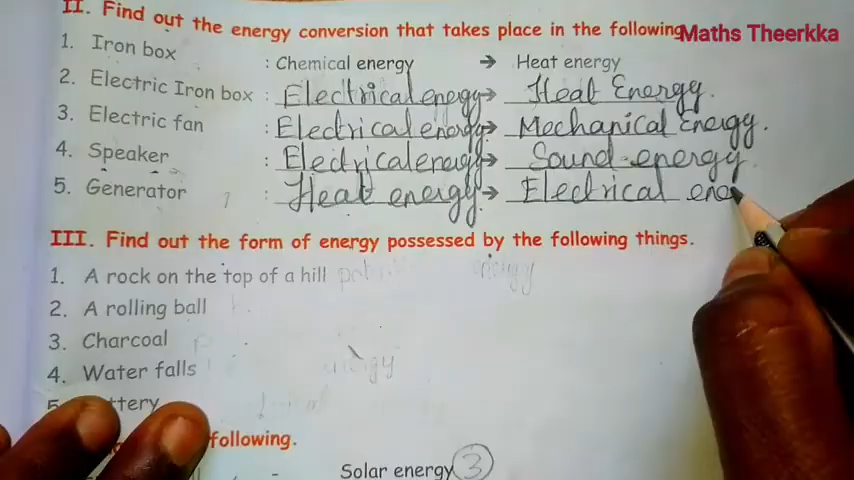 II. Find out the energy conversion that takes place in the following
Maths Theerkka
1. Iron box : Chemical energy → Heat energy
2. Electric Iron box : Electrical energy → Heat Energy.
3. Electric fan : Electrical energy → Mechanical Energy.
4. Speaker : Electrical energy → Sound energy.
5. Generator : Heat energy → Electrical ene
III. Find out the form of energy possessed by the following things.
1. A rock on the top of a hill energy
2. A rolling ball
3. Charcoal
4. Water falls energy
ttery
following.
Solar energy 3